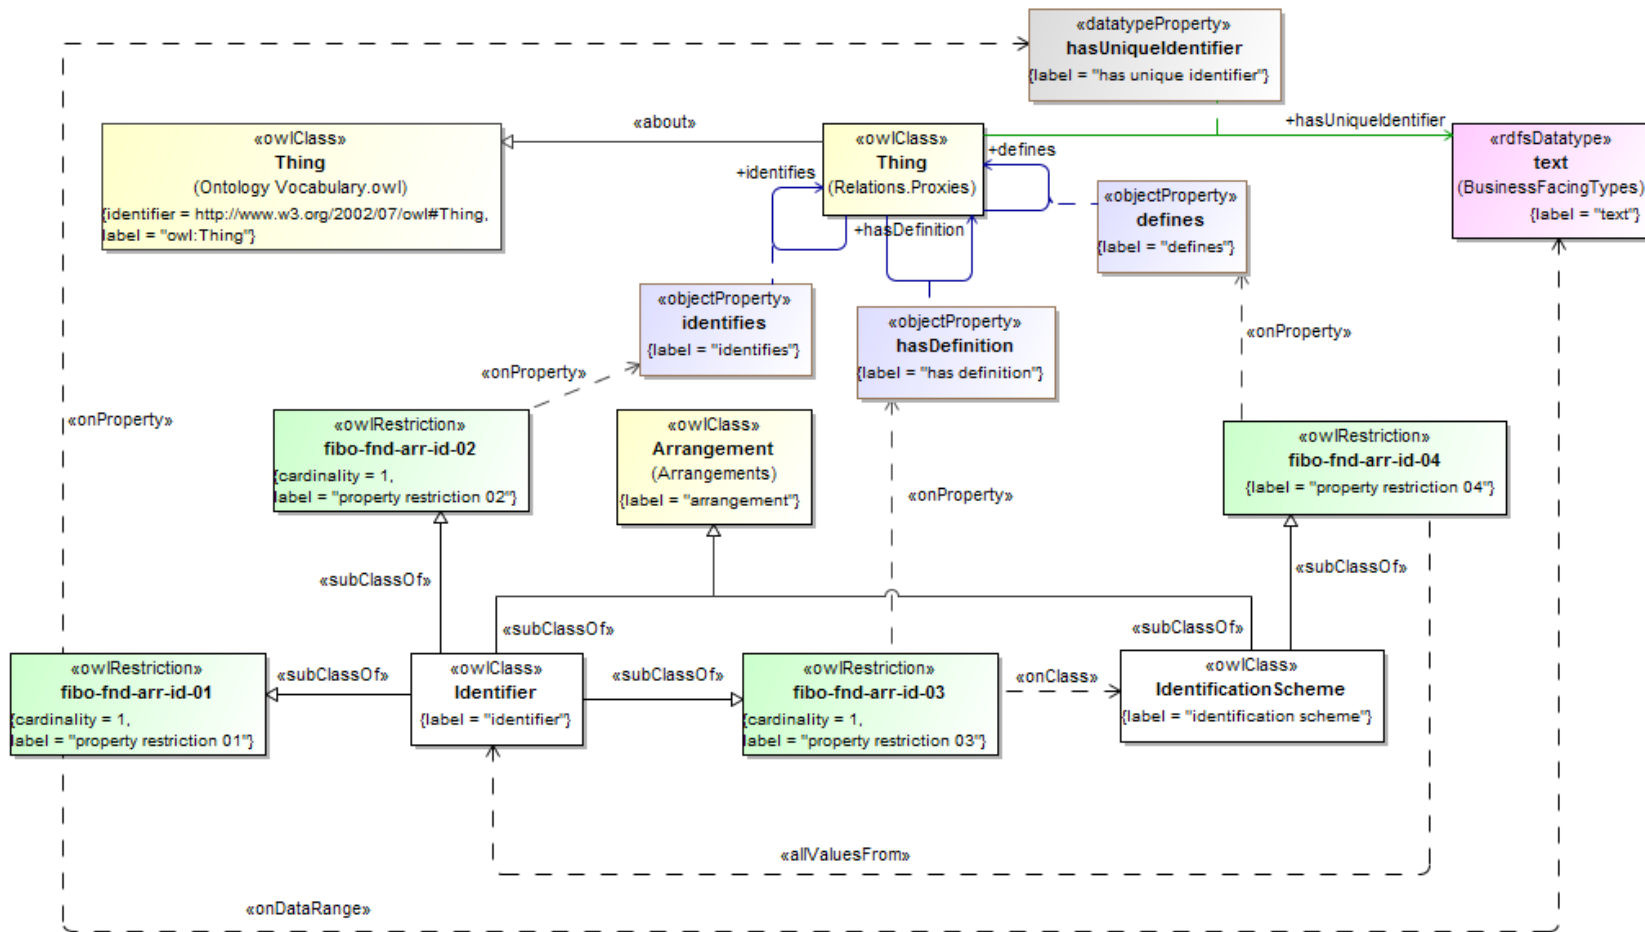 «datatypeProperty»
hasUniqueIdentifier
{label = "has unique identifier"}
«about»
+hasUniqueIdentifier
«owlClass»
Thing
(Ontology Vocabulary.owl)
{identifier = http://www.w3.org/2002/07/owl#Thing,
label = "owl:Thing"}
«owlClass»
Thing
(Relations.Proxies)
+identifies
+defines
+hasDefinition
«rdfsDatatype»
text
(BusinessFacingTypes)
{label = "text"}
«objectProperty»
defines
{label = "defines"}
«objectProperty»
identifies
{label = "identifies"}
«objectProperty»
hasDefinition
{label = "has definition"}
«onProperty»
«onProperty»
«onProperty»
«onProperty»
«owlRestriction»
fibo-fnd-arr-id-02
{cardinality = 1,
label = "property restriction 02"}
«owlClass»
Arrangement
(Arrangements)
{label = "arrangement"}
«owlRestriction»
fibo-fnd-arr-id-04
{label = "property restriction 04"}
«subClassOf»
«subClassOf»
«subClassOf»
«subClassOf»
«owlRestriction»
fibo-fnd-arr-id-01
{cardinality = 1,
label = "property restriction 01"}
«subClassOf»
«owlClass»
Identifier
{label = "identifier"}
«subClassOf»
«owlRestriction»
fibo-fnd-arr-id-03
{cardinality = 1,
label = "property restriction 03"}
«onClass»
«owlClass»
IdentificationScheme
{label = "identification scheme"}
«allValuesFrom»
«onDataRange»